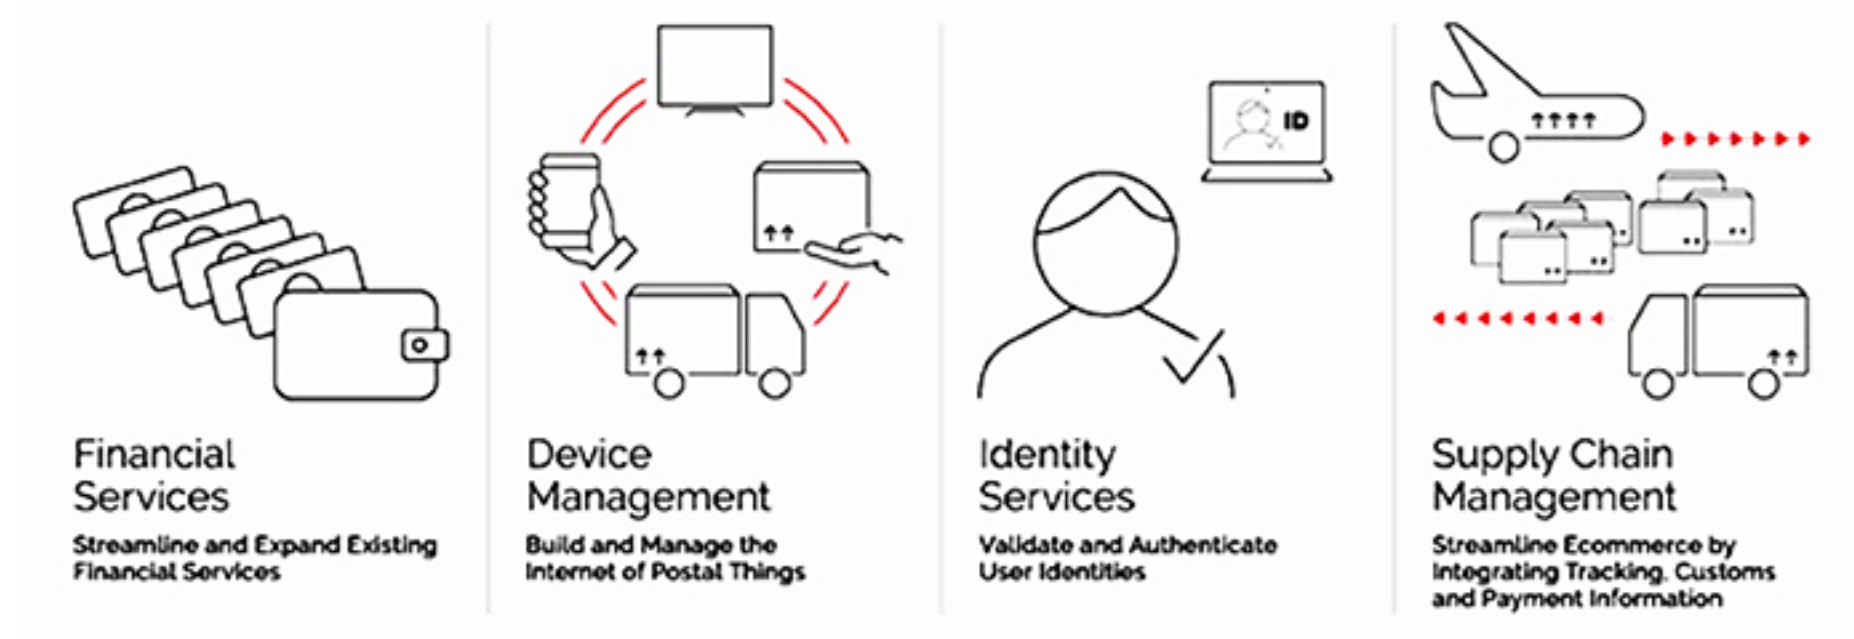 ID
Financial
Services
Streamline and Expand Existing
Financial Services
Device
Management
Build and Manage the
Internet of Postal Things
Identity
Services
Validate and Authenticate
User Identities
Supply Chain
Management
Streamline Ecommerce by
Integrating Tracking, Customs
and Payment Information